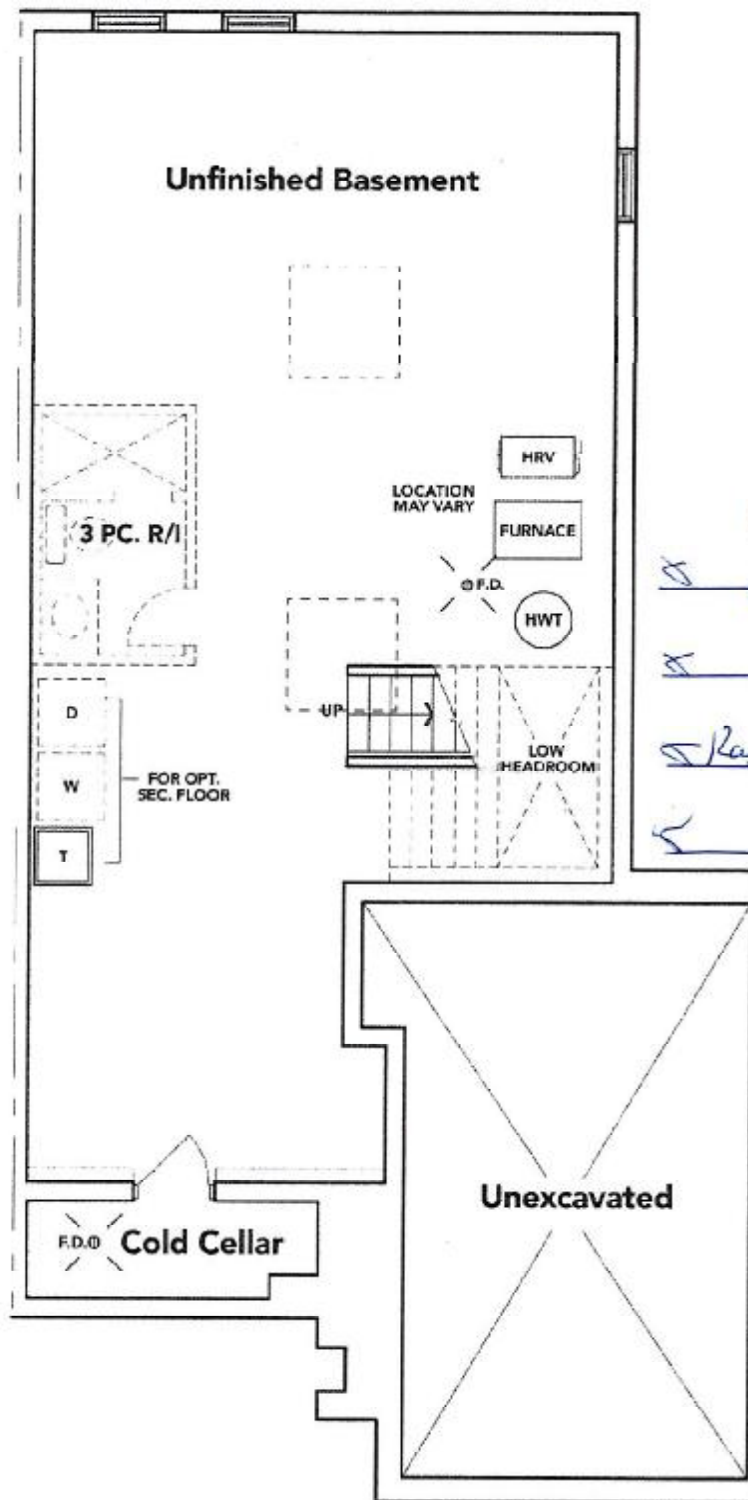 Unfinished Basement
HRV
LOCATION
MAY VARY
FURNACE
3 PC. R/I
F.D.
HWT
D
UP
W
FOR OPT.
SEC. FLOOR
LOW
HEADROOM
T
Unexcavated
F.D.
Cold Cellar